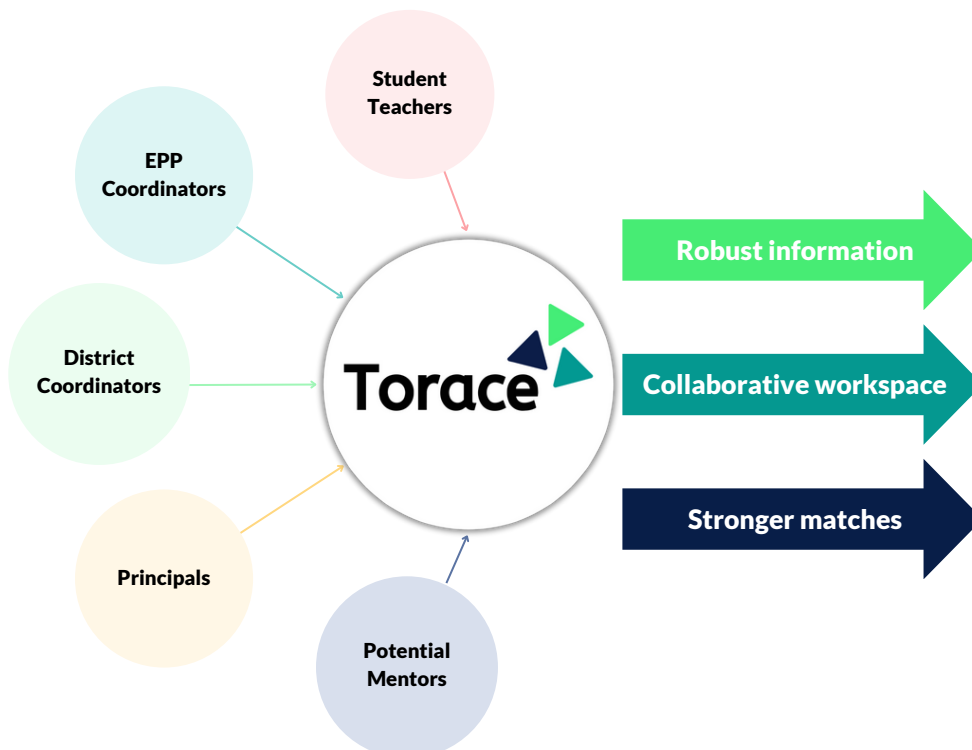 Student
Teachers
EPP
Coordinators
District
Coordinators
Principals
Potential
Mentors
Torace
Robust information
Collaborative workspace
Stronger matches